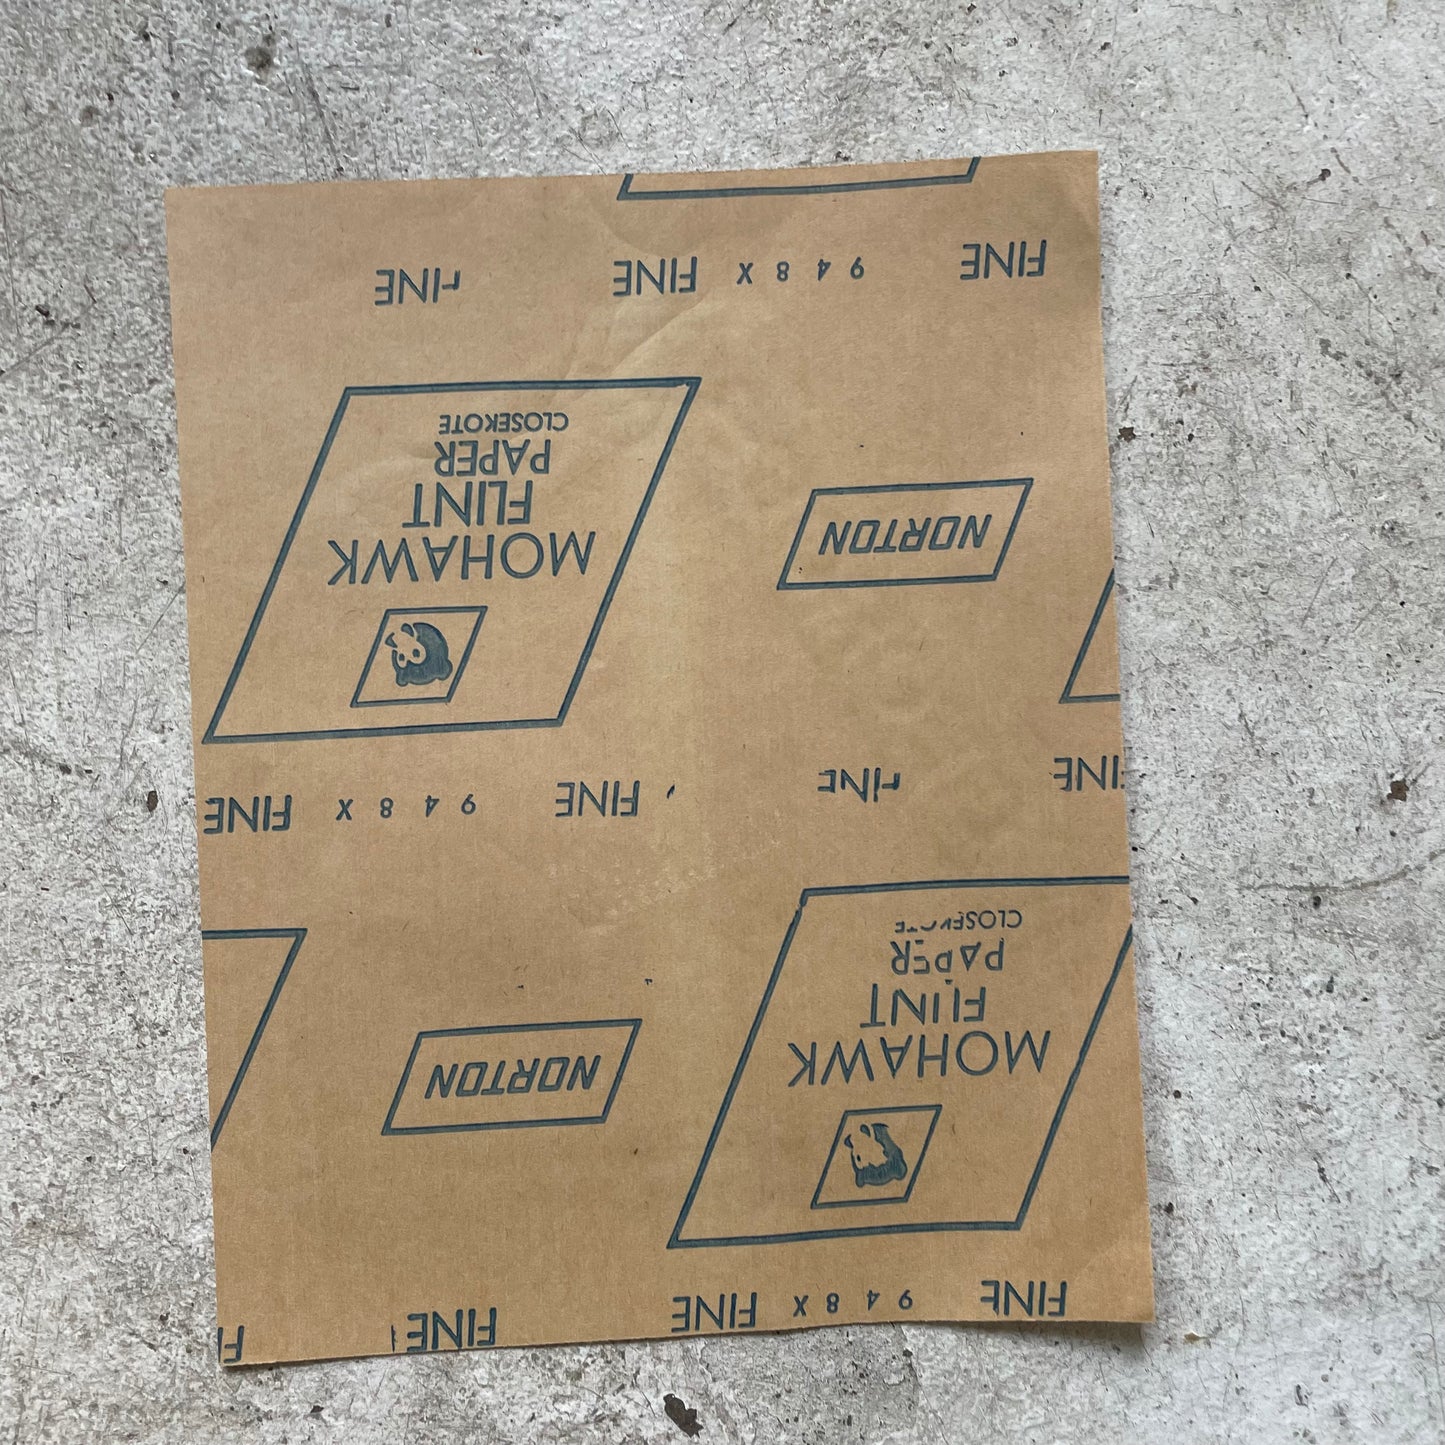 FINE 9 4 8 X FINE FINE F
MOHAWK
FLINT
PAPER
CLOSEKOTE
NORTON
INE FINE FINE 9 4 8 X FINE
MOHAWK
FLINT
PAPER
CLOSEKOTE
NORTON
FINE 9 4 8 X FINE FINE